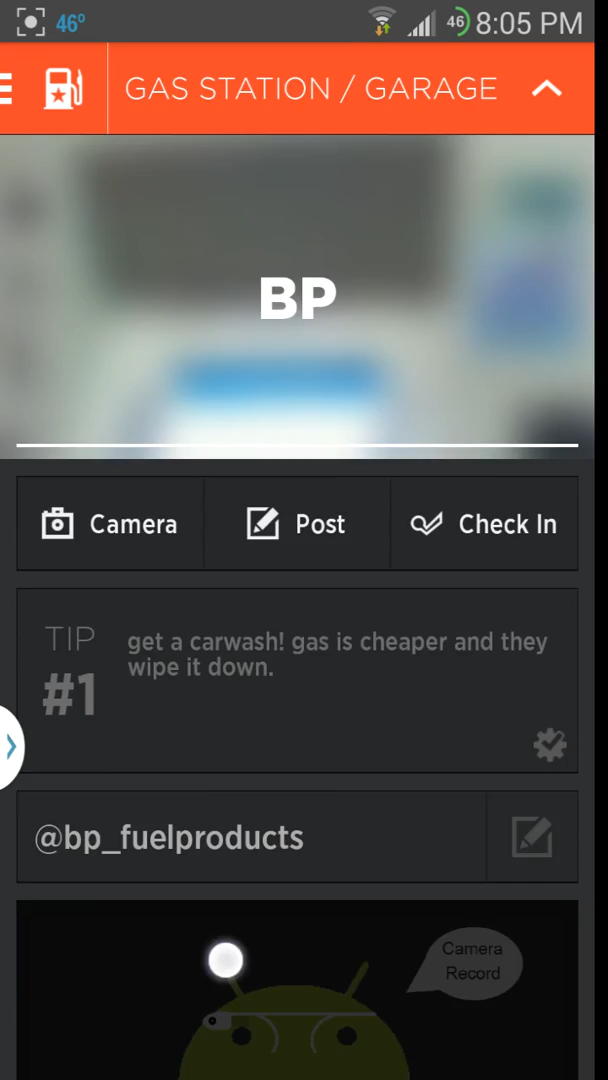 46° 46 8:05 PM
GAS STATION / GARAGE
BP
Camera Post Check In
TIP
#1
get a carwash! gas is cheaper and they
wipe it down.
@bp_fuelproducts
Camera
Record